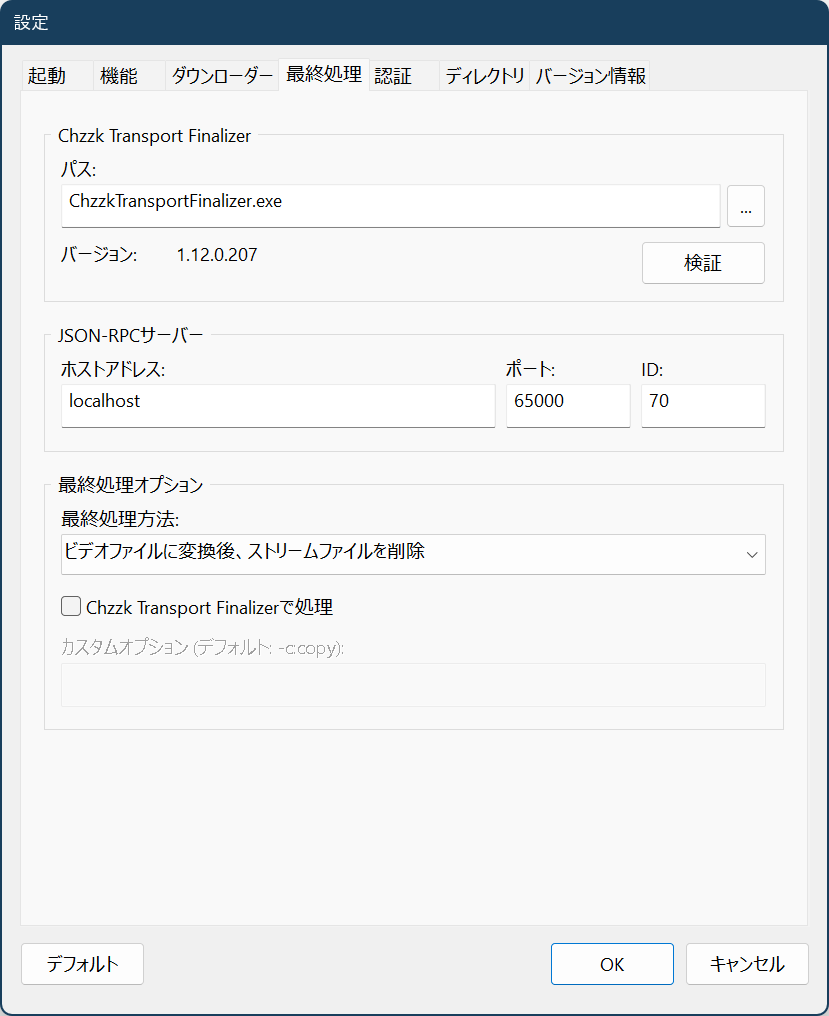 設定
起動 機能 ダウンローダー 最終処理 認証 ディレクトリ バージョン情報
Chzzk Transport Finalizer
パス:
ChzzkTransportFinalizer.exe ...
バージョン: 1.12.0.207
検証
JSON-RPCサーバー
ホストアドレス: ポート: ID:
localhost 65000 70
最終処理オプション
最終処理方法:
ビデオファイルに変換後、ストリームファイルを削除
Chzzk Transport Finalizerで処理
カスタムオプション (デフォルト: -c:copy):
デフォルト OK キャンセル